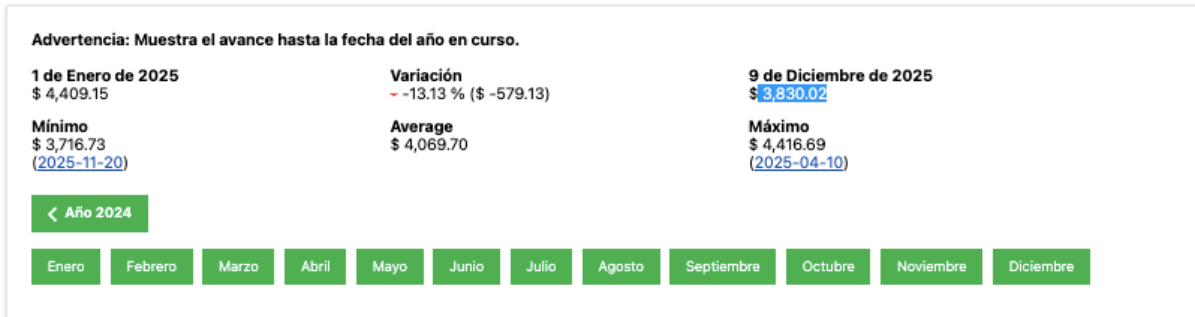 Advertencia: Muestra el avance hasta la fecha del año en curso.
1 de Enero de 2025
$ 4,409.15
Variación
-13.13 % ($ -579.13)
9 de Diciembre de 2025
$ 3,830.02
Mínimo
$ 3,716.73
(2025-11-20)
Average
$ 4,069.70
Máximo
$ 4,416.69
(2025-04-10)
Año 2024
Enero Febrero Marzo Abril Mayo Junio Julio Agosto Septiembre Octubre Noviembre Diciembre